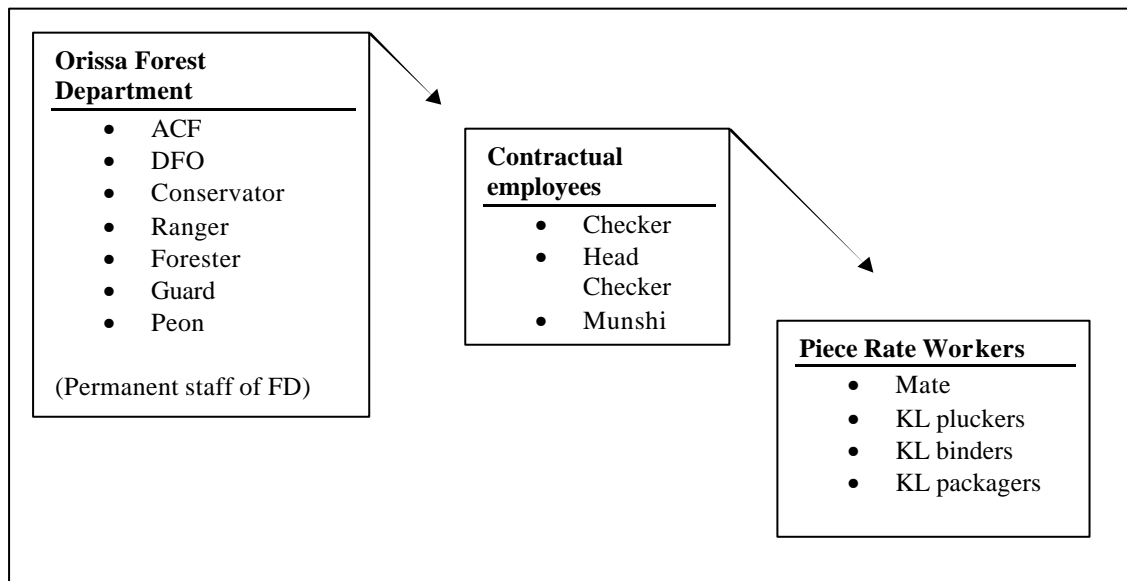 Orissa Forest
Department
• ACF
• DFO
• Conservator
• Ranger
• Forester
• Guard
• Peon
(Permanent staff of FD)
Contractual
employees
• Checker
• Head
Checker
• Munshi
Piece Rate Workers
• Mate
• KL pluckers
• KL binders
• KL packagers